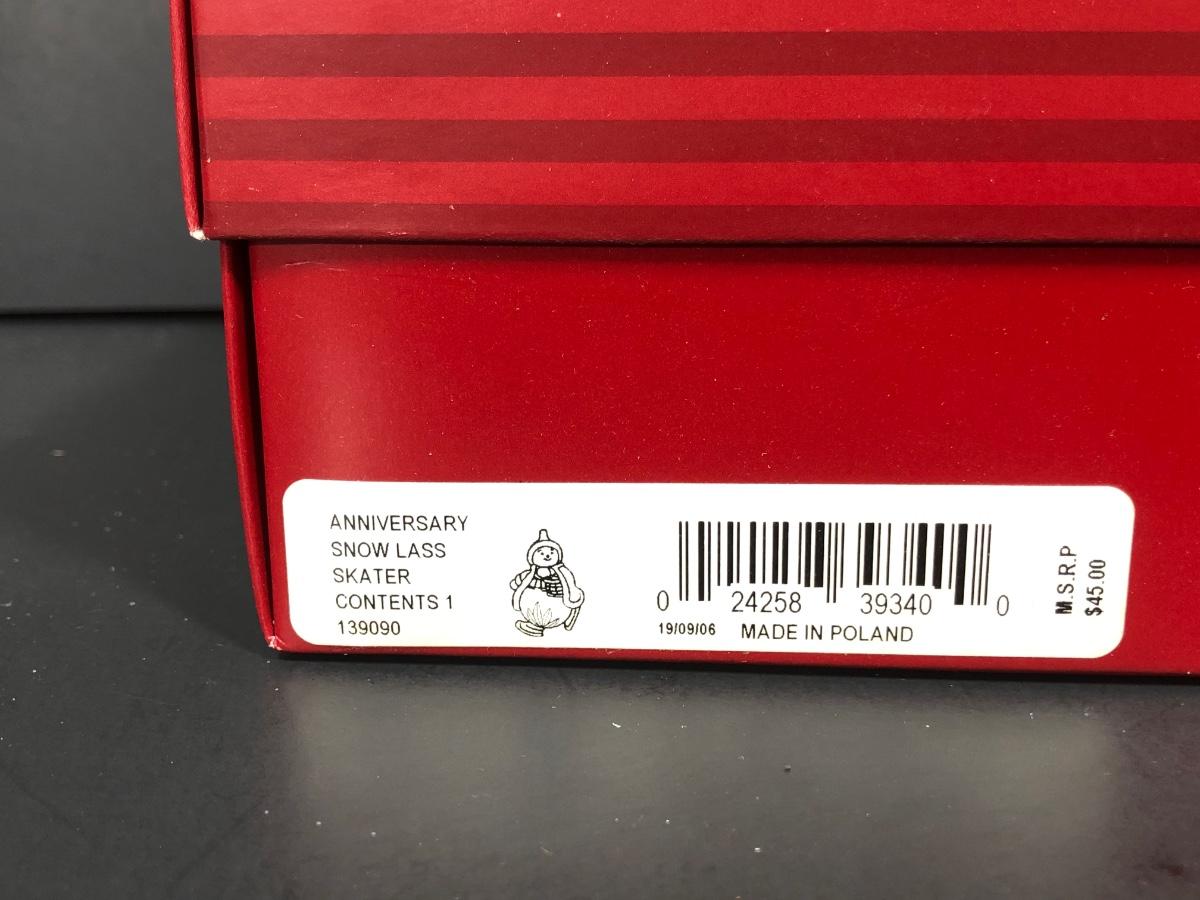 ANNIVERSARY
SNOW LASS
SKATER
CONTENTS 1
139090
0 24258 39340 0
19/09/06 MADE IN POLAND
M.S.R.P
$45.00